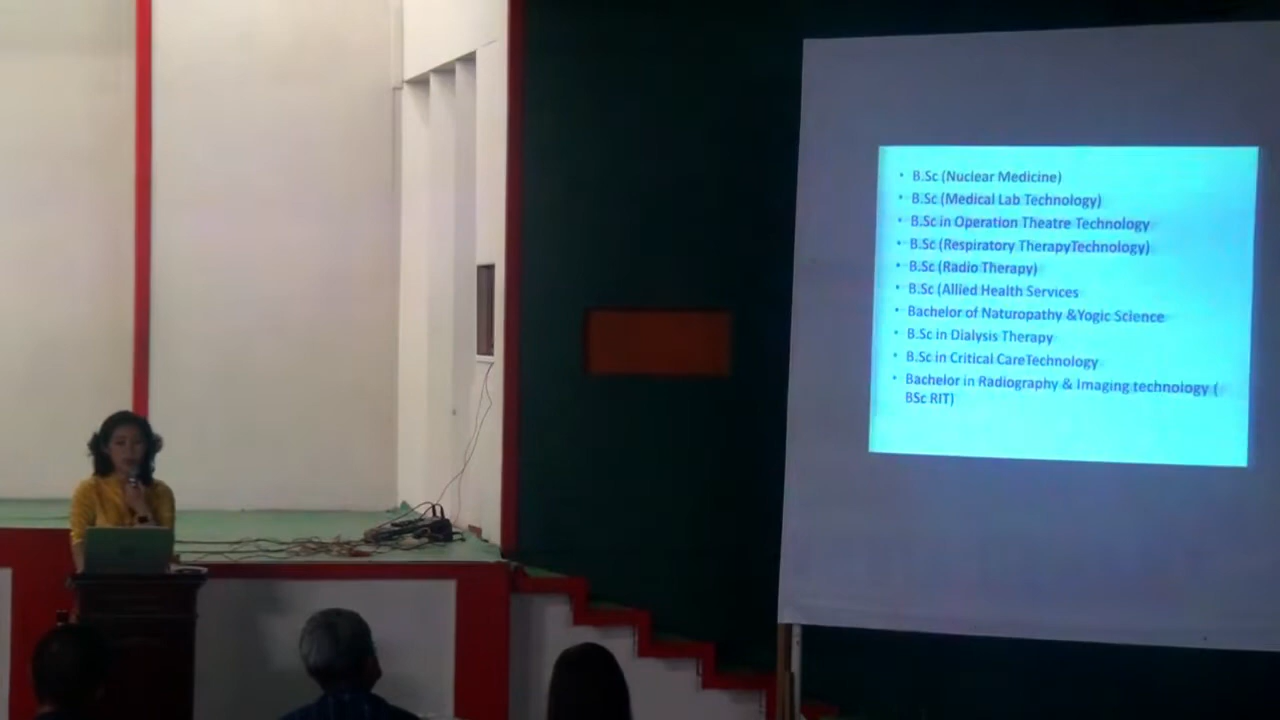 • B.Sc (Nuclear Medicine)
• B.Sc (Medical Lab Technology)
• B.Sc in Operation Theatre Technology
• B.Sc (Respiratory TherapyTechnology)
• B.Sc (Radio Therapy)
• B.Sc (Allied Health Services
• Bachelor of Naturopathy &Yogic Science
• B.Sc in Dialysis Therapy
• B.Sc in Critical CareTechnology
• Bachelor in Radiography & Imaging technology (
BSc RIT)